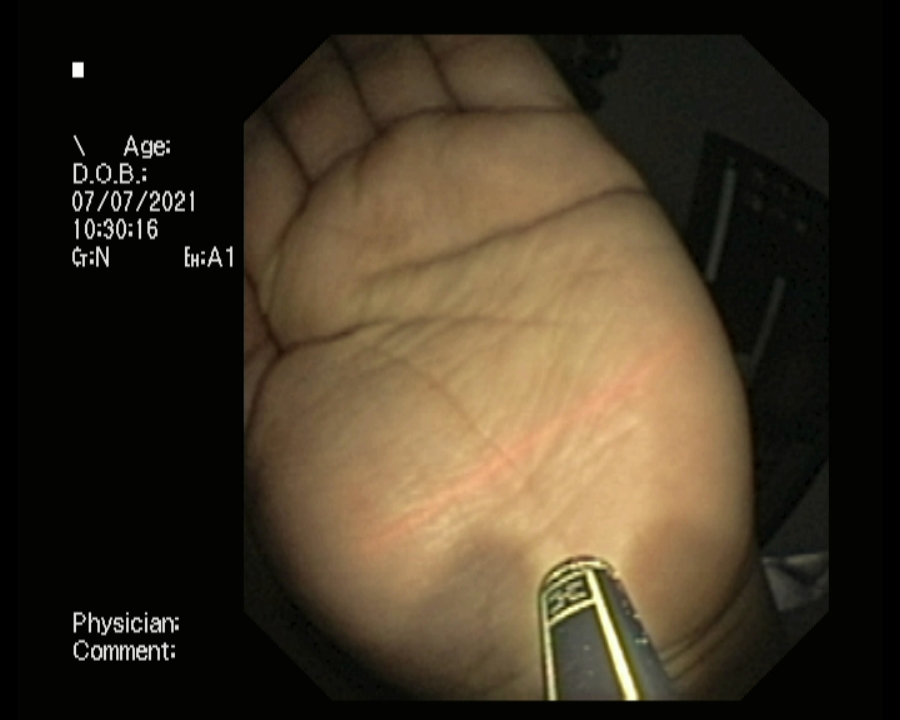 \ Age:
D.O.B.:
07/07/2021
10:30:16
Cr:N EH:A1
Physician:
Comment: